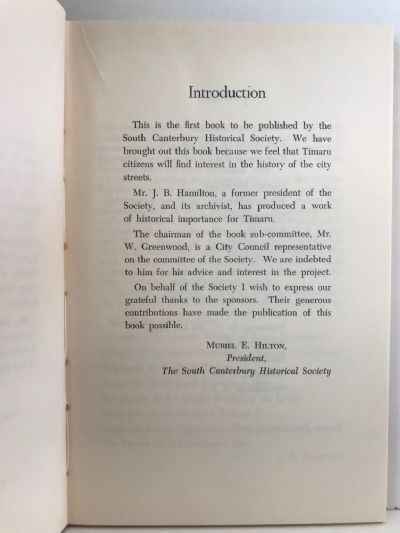 Introduction
This is the first book to be published by the
South Canterbury Historical Society. We have
brought out this book because we feel that Timaru
citizens will find interest in the history of the city
streets.
Mr. J. B. Hamilton, a former president of the
Society, and its archivist, has produced a work
of historical importance for Timaru.
The chairman of the book sub-committee, Mr.
W. Greenwood, is a City Council representative
on the committee of the Society. We are indebted
to him for his advice and interest in the project.
On behalf of the Society I wish to express our
grateful thanks to the sponsors. Their generous
contributions have made the publication of this
book possible.
Muriel E. Hilton,
President,
The South Canterbury Historical Society